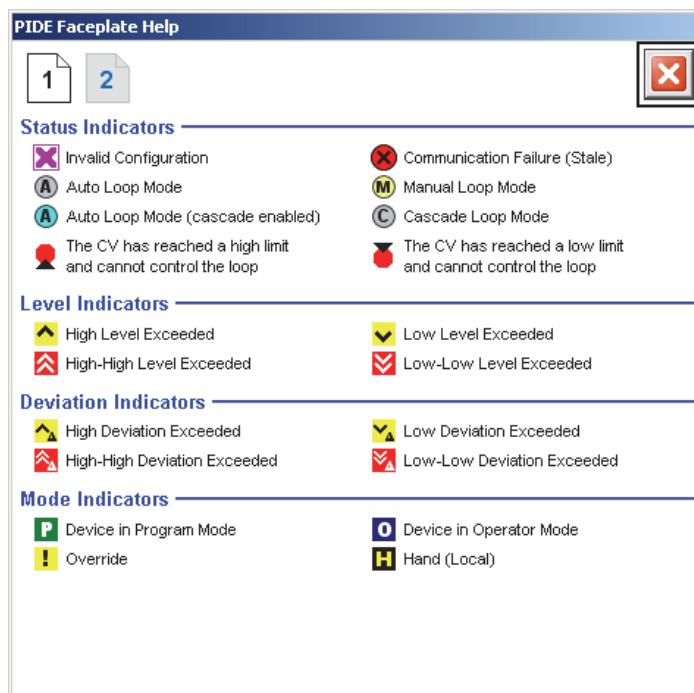 PIDE Faceplate Help
1 2
Status Indicators
Invalid Configuration
Communication Failure (Stale)
A Auto Loop Mode
M Manual Loop Mode
A Auto Loop Mode (cascade enabled)
C Cascade Loop Mode
The CV has reached a high limit
and cannot control the loop
The CV has reached a low limit
and cannot control the loop
Level Indicators
High Level Exceeded
Low Level Exceeded
High-High Level Exceeded
Low-Low Level Exceeded
Deviation Indicators
High Deviation Exceeded
Low Deviation Exceeded
High-High Deviation Exceeded
Low-Low Deviation Exceeded
Mode Indicators
P Device in Program Mode
O Device in Operator Mode
! Override
H Hand (Local)